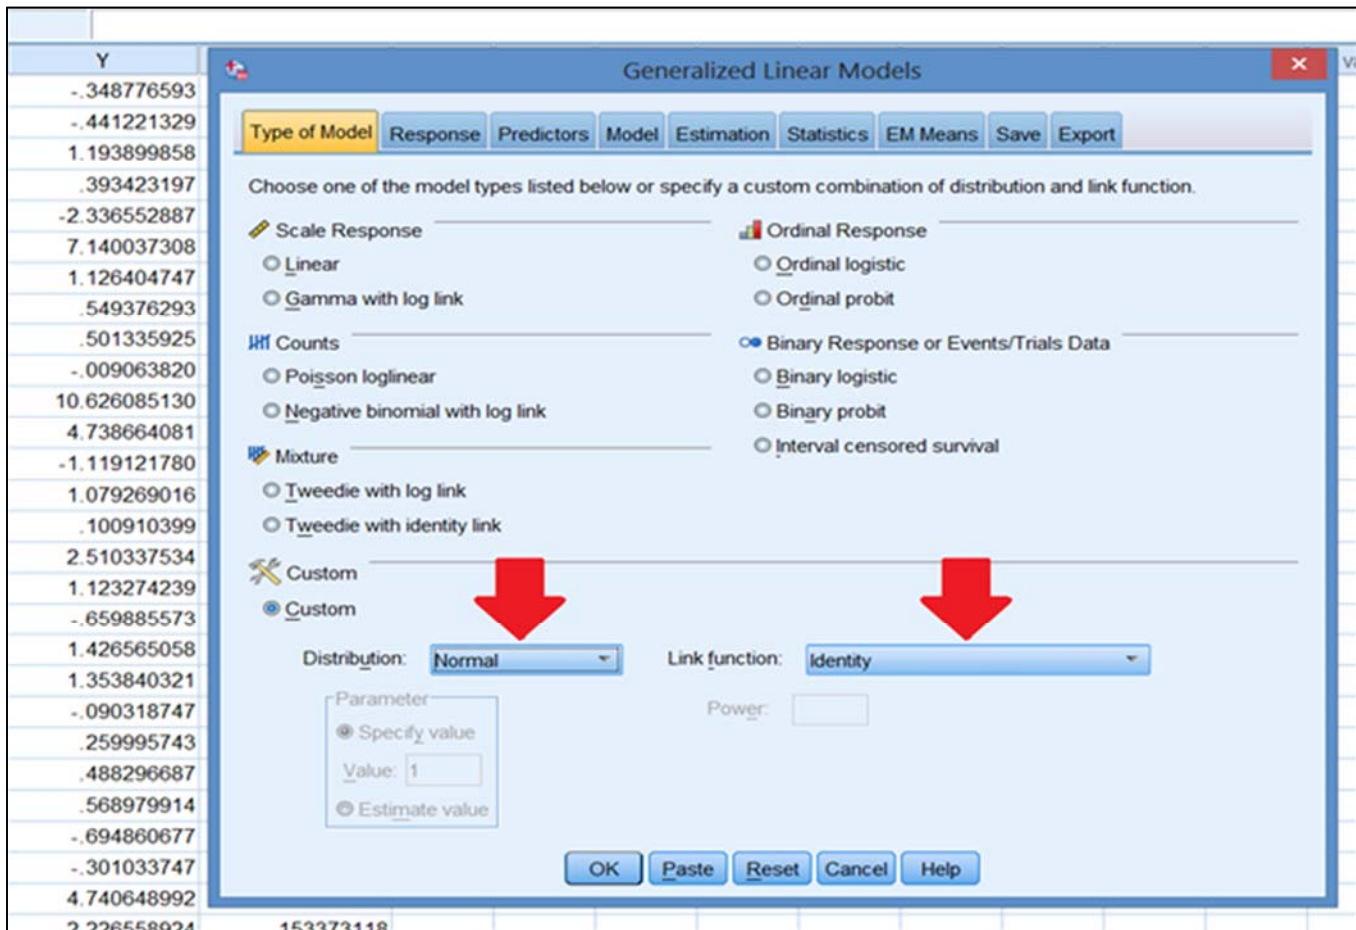 Y
-.348776593
-.441221329
1.193899858
.393423197
-2.336552887
7.140037308
1.126404747
.549376293
.501335925
-.009063820
10.626085130
4.738664081
-1.119121780
1.079269016
.100910399
2.510337534
1.123274239
-.659885573
1.426565058
1.353840321
-.090318747
.259995743
.488296687
.568979914
-.694860677
-.301033747
4.740648992
2.226558924 .153373118
Generalized Linear Models
Type of Model Response Predictors Model Estimation Statistics EM Means Save Export
Choose one of the model types listed below or specify a custom combination of distribution and link function.
Scale Response
Linear
Gamma with log link
Counts
Poisson loglinear
Negative binomial with log link
Mixture
Tweedie with log link
Tweedie with identity link
Ordinal Response
Ordinal logistic
Ordinal probit
Binary Response or Events/Trials Data
Binary logistic
Binary probit
Interval censored survival
Custom
Custom
Distribution: Normal Link function: Identity
Parameter
Specify value
Value: 1
Estimate value
Power:
OK Paste Reset Cancel Help